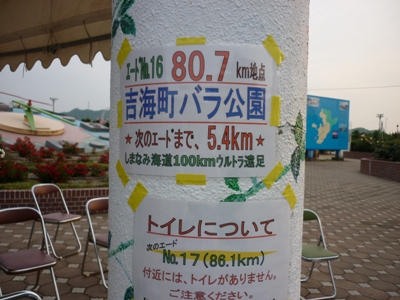 エードNo.16 80.7km地点
吉海町バラ公園
★次のエードまで、5.4km★
しまなみ海道100kmウルトラ遠足
トイレについて
次のエード
No.17(86.1km)
付近には、トイレがありません。
ご注意ください。